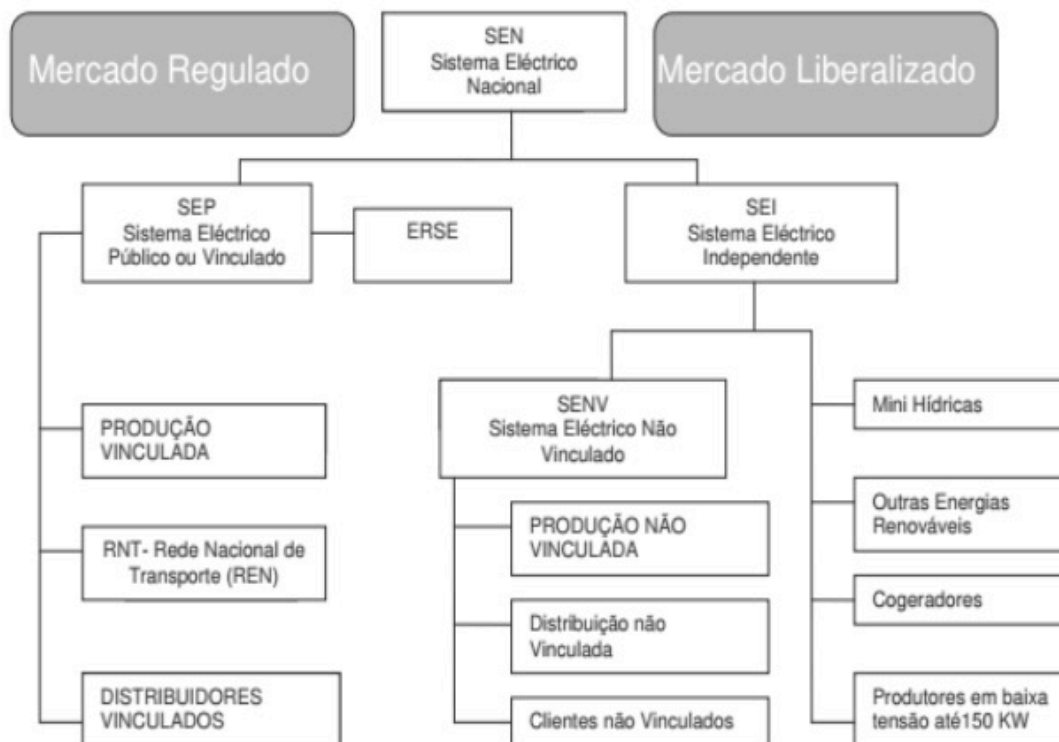 Mercado Regulado
SEN
Sistema Eléctrico
Nacional
Mercado Liberalizado
SEP
Sistema Eléctrico
Público ou Vinculado
ERSE
SEI
Sistema Eléctrico
Independente
PRODUÇÃO
VINCULADA
RNT- Rede Nacional de
Transporte (REN)
DISTRIBUIDORES
VINCULADOS
SENV
Sistema Eléctrico Não
Vinculado
PRODUÇÃO NÃO
VINCULADA
Distribuição não
Vinculada
Clientes não Vinculados
Mini Hídricas
Outras Energias
Renováveis
Cogeradores
Produtores em baixa
tensão até150 KW